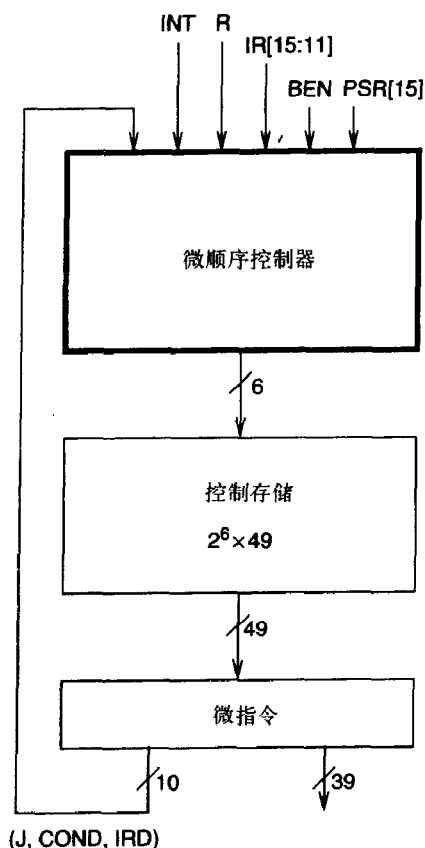 INT R
IR[15:11]
BEN PSR[15]
微顺序控制器
6
控制存储
2⁶×49
49
微指令
10
39
(J, COND, IRD)